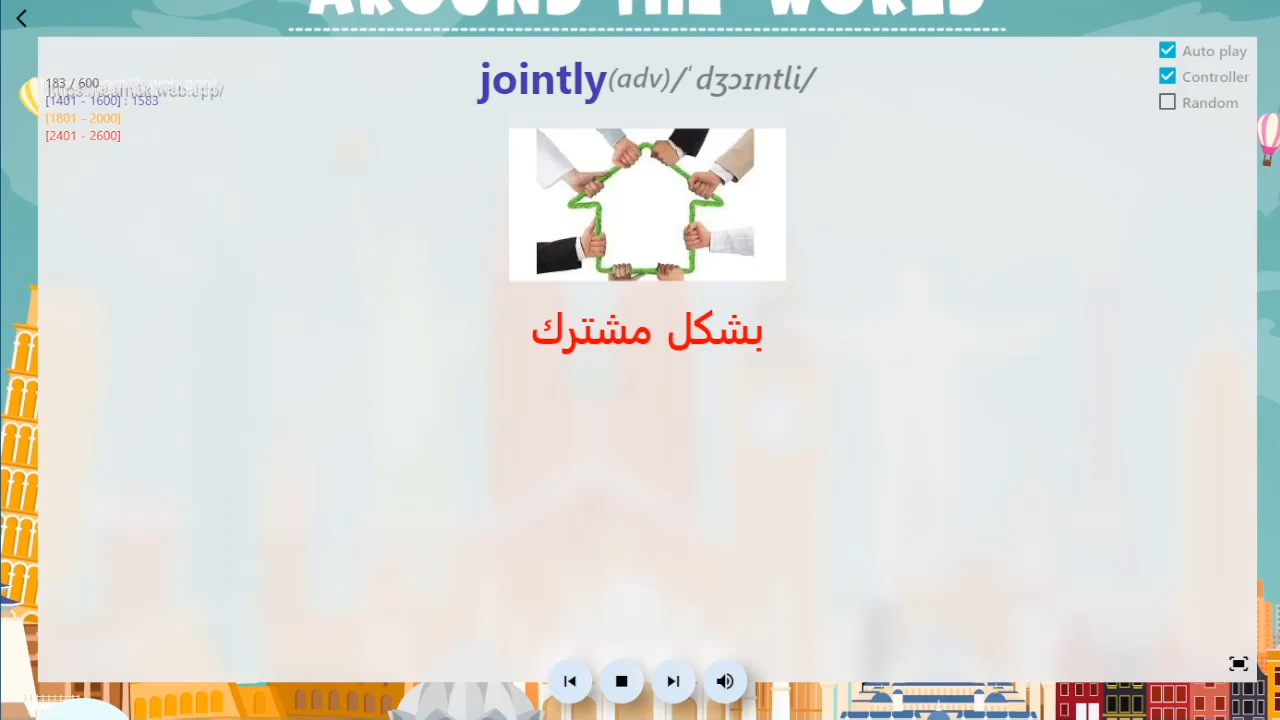 AROUND THE WORLD
183 / 600
[1401 - 1600] : 1583
[1801 - 2000]
[2401 - 2600]
jointly(adv)/ˈdʒɔɪntli/
بشكل مشترك
Auto play
Controller
Random